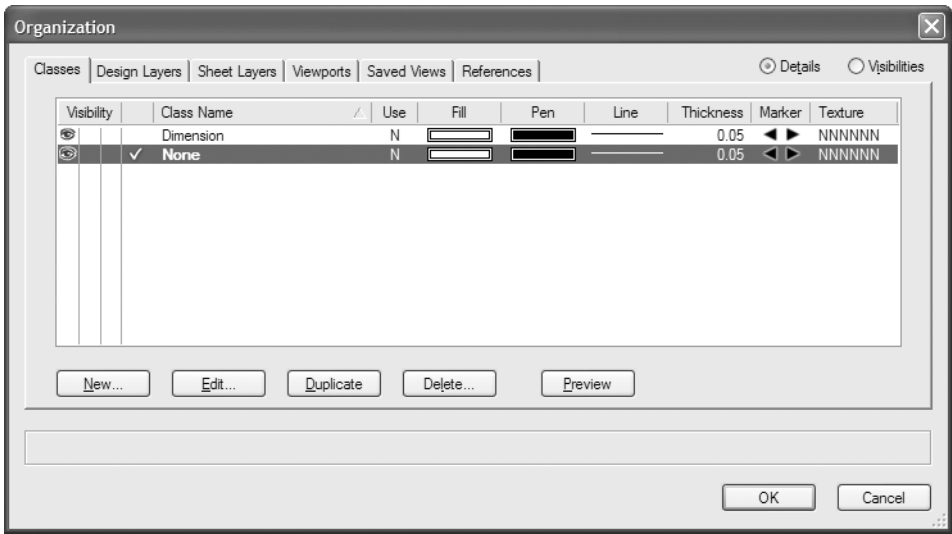 Organization
Classes Design Layers Sheet Layers Viewports Saved Views References Details Visibilities
Visibility Class Name Use Fill Pen Line Thickness Marker Texture
Dimension N 0.05 NNNNNN
None N 0.05 NNNNNN
New... Edit... Duplicate Delete... Preview
OK Cancel